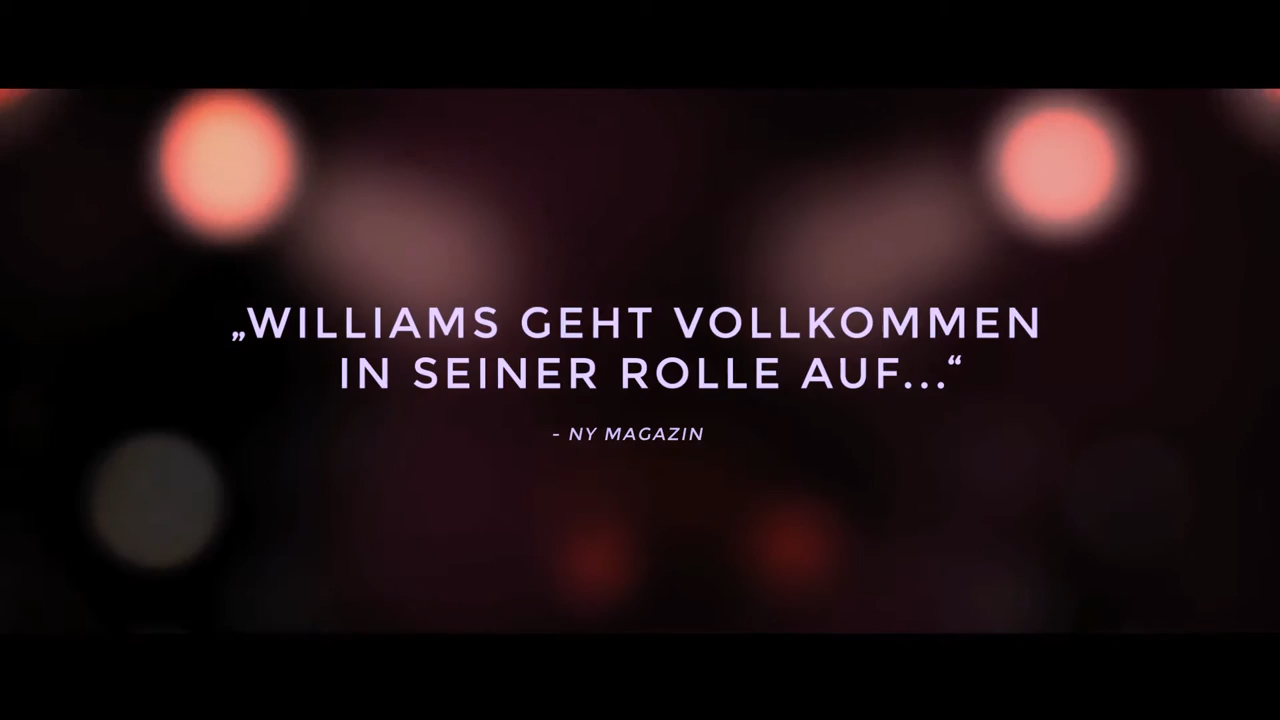 „WILLIAMS GEHT VOLLKOMMEN
IN SEINER ROLLE AUF...“
- NY MAGAZIN